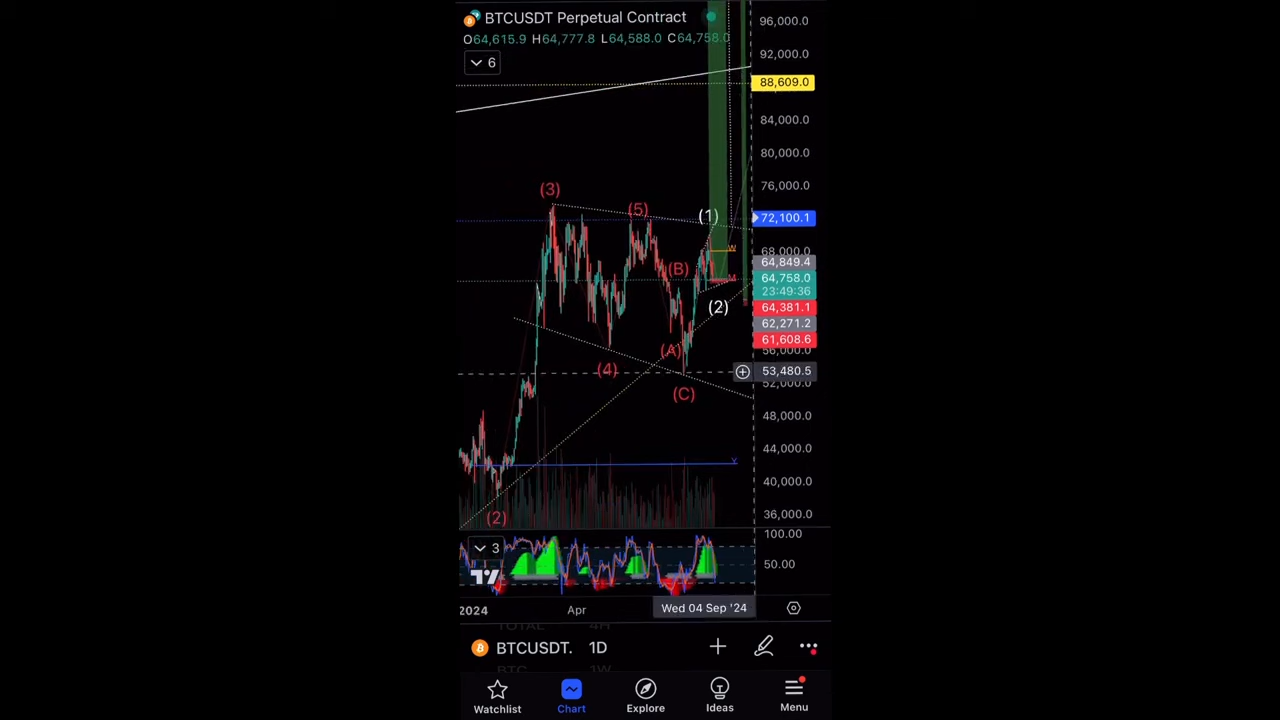 BTCUSDT Perpetual Contract
O64,615.9 H64,777.8 L64,588.0 C64,758.0
6
96,000.0
92,000.0
88,609.0
84,000.0
80,000.0
76,000.0
72,100.1
68,000.0
64,849.4
64,758.0
23:49:36
64,381.1
62,271.2
61,608.6
56,000.0
53,480.5
52,000.0
48,000.0
44,000.0
40,000.0
36,000.0
(3)
(5)
(1)
W
(B)
M
(2)
(A)
(4)
(C)
Y
(2)
100.00
50.00
3
2024
Apr
Wed 04 Sep '24
TOTAL 4H
BTCUSDT. 1D
BTC 1W
Watchlist
Chart
Explore
Ideas
Menu